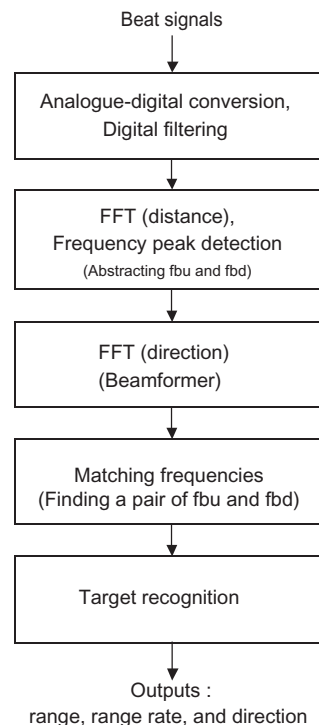 Beat signals
Analogue-digital conversion,
Digital filtering
FFT (distance),
Frequency peak detection
(Abstracting fbu and fbd)
FFT (direction)
(Beamformer)
Matching frequencies
(Finding a pair of fbu and fbd)
Target recognition
Outputs :
range, range rate, and direction